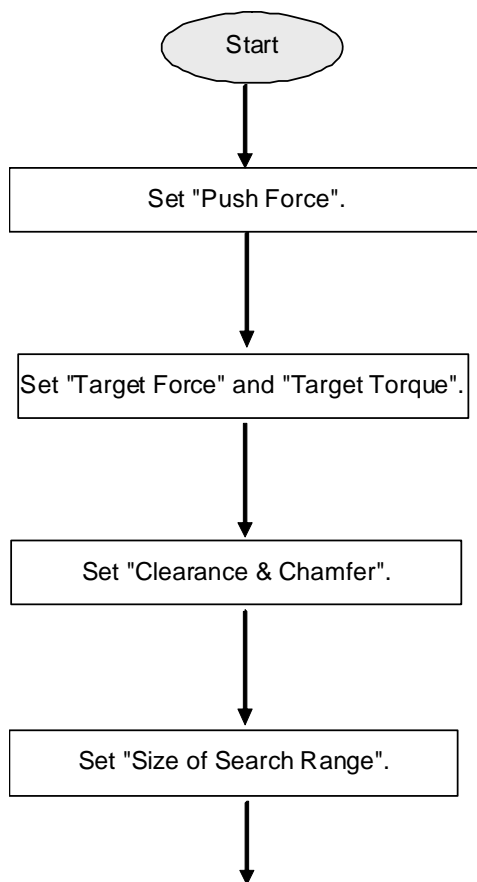 Start
Set "Push Force".
Set "Target Force" and "Target Torque".
Set "Clearance & Chamfer".
Set "Size of Search Range".